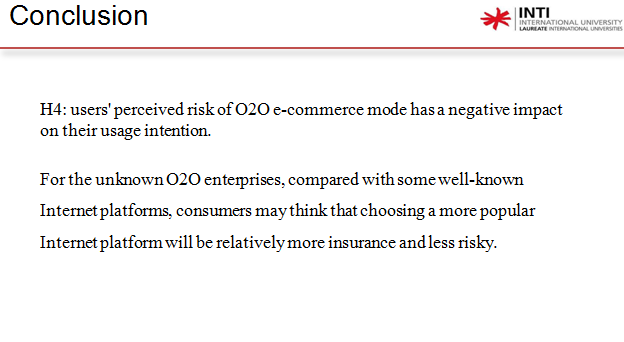 Conclusion
INTI
INTERNATIONAL UNIVERSITY
LAUREATE INTERNATIONAL UNIVERSITIES
H4: users' perceived risk of O2O e-commerce mode has a negative impact
on their usage intention.
For the unknown O2O enterprises, compared with some well-known
Internet platforms, consumers may think that choosing a more popular
Internet platform will be relatively more insurance and less risky.